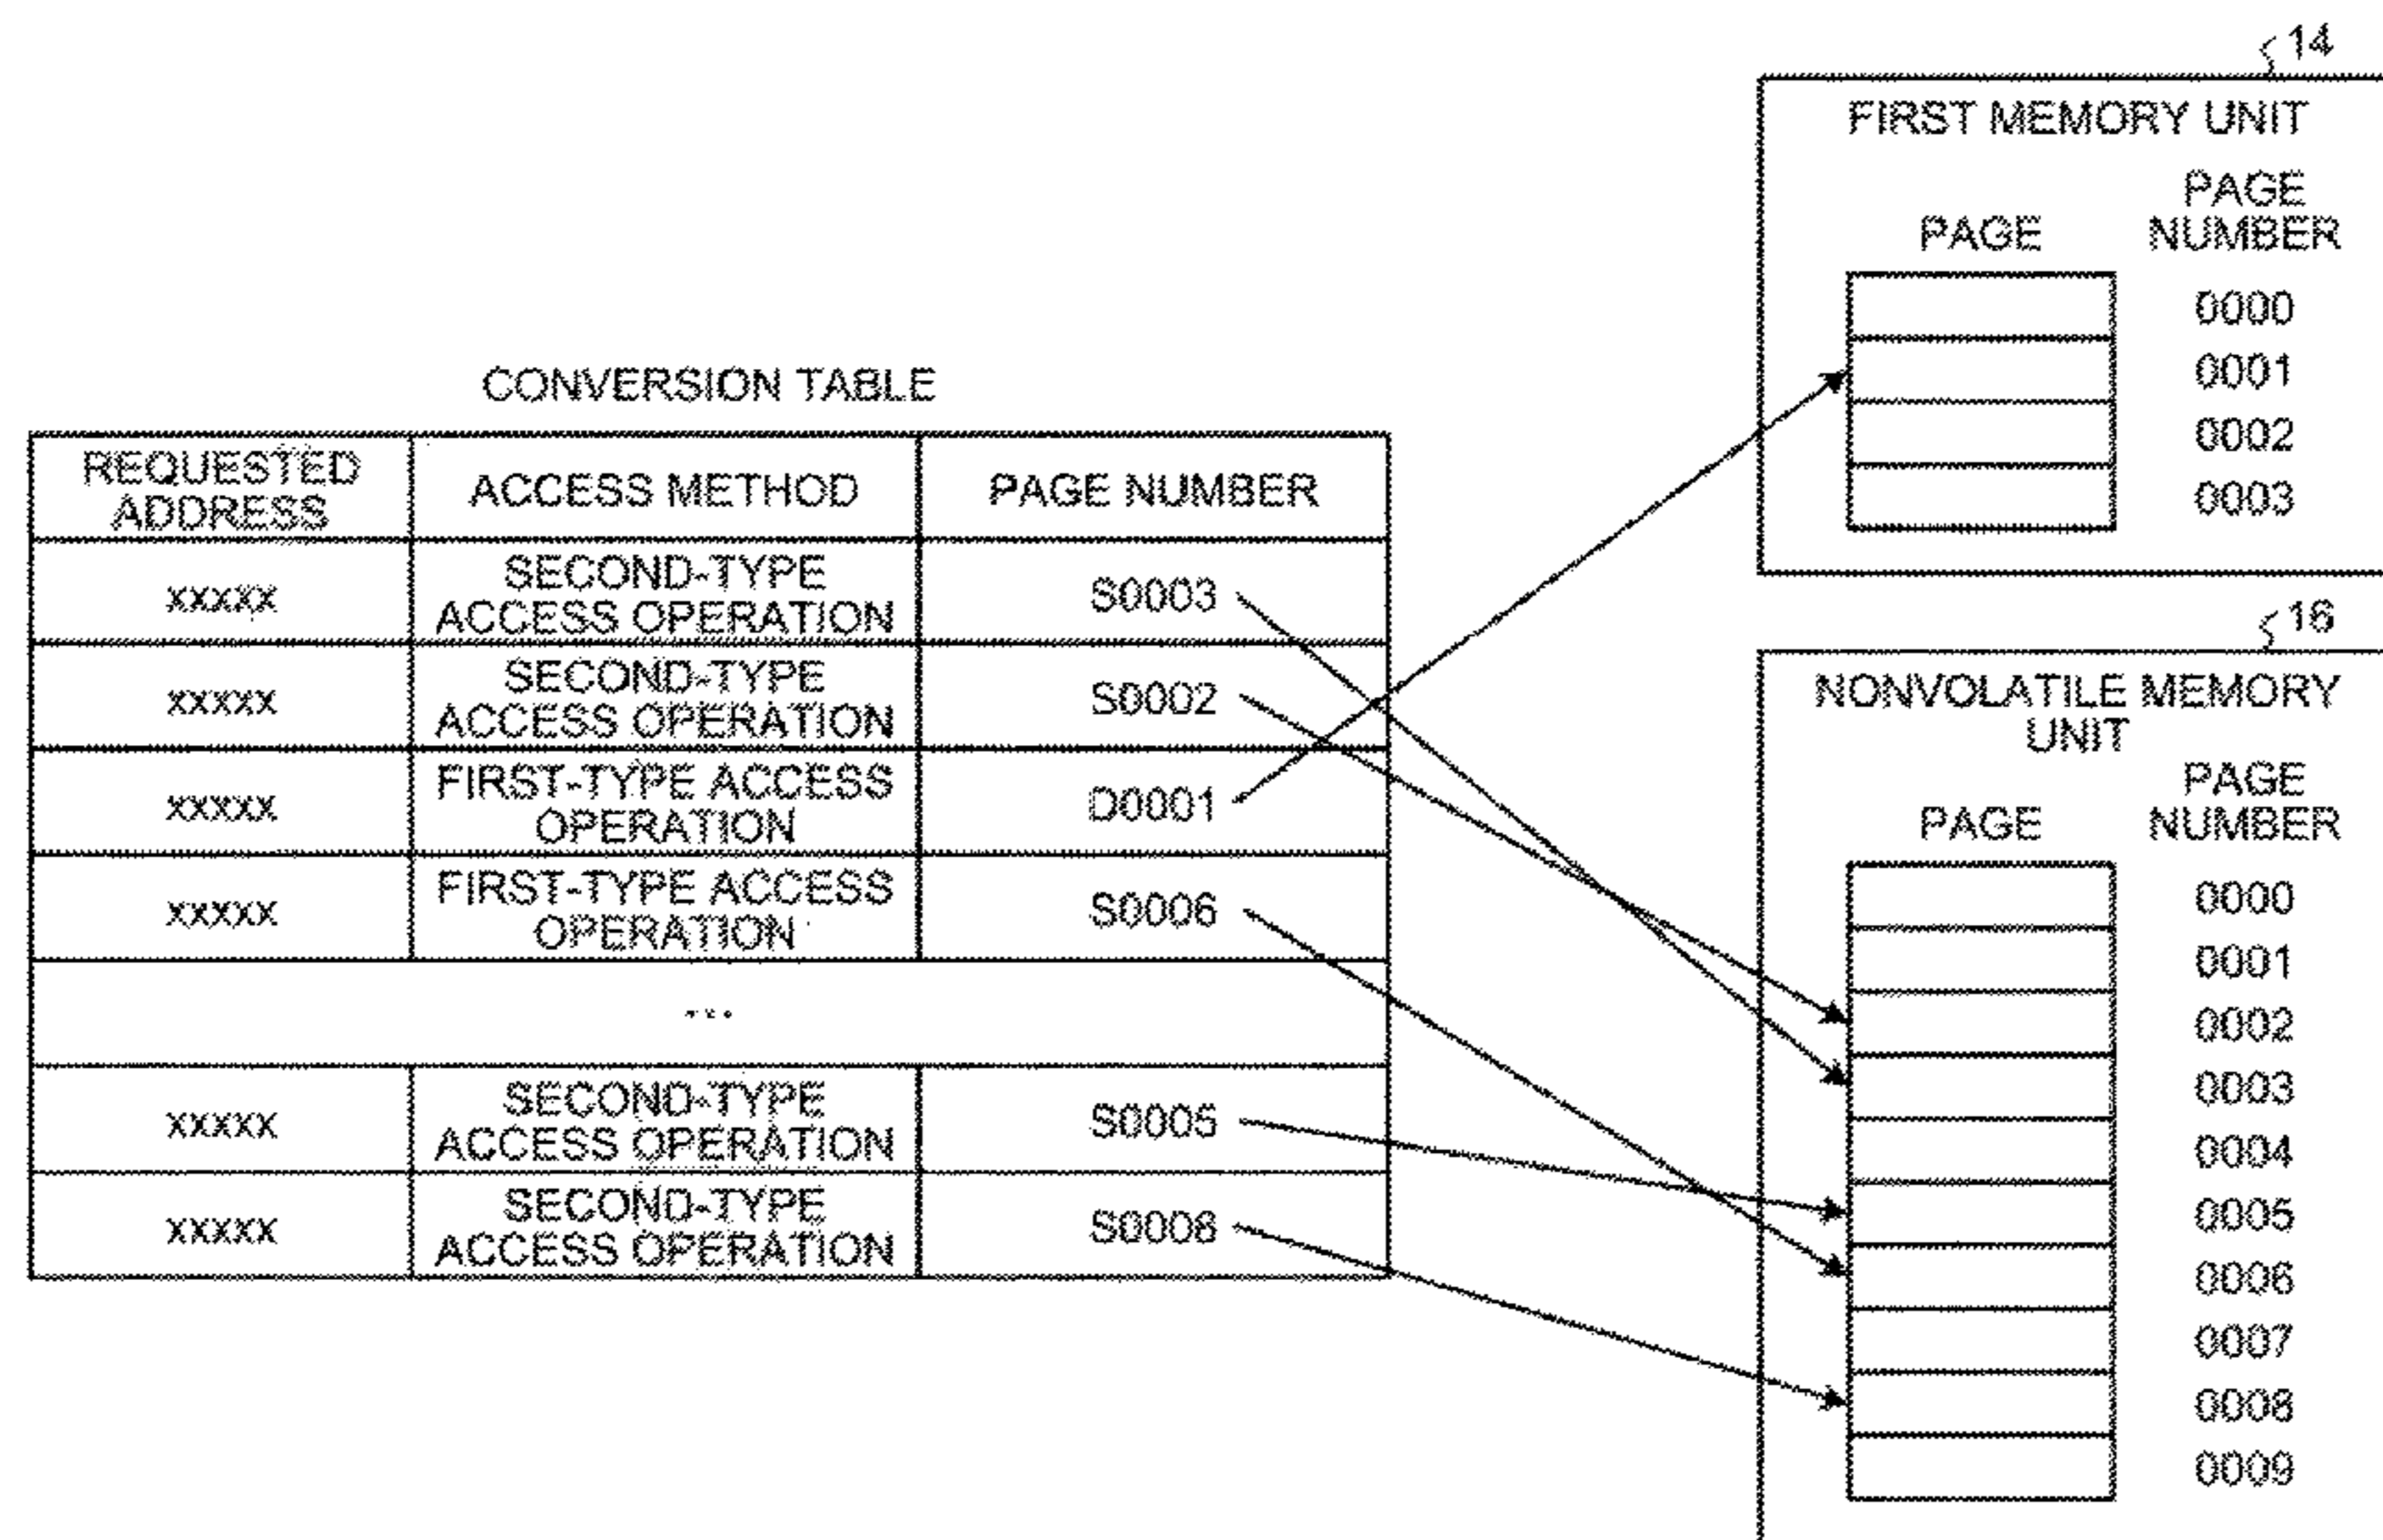 CONVERSION TABLE
REQUESTED
ADDRESS
ACCESS METHOD
PAGE NUMBER
xxxxx
SECOND-TYPE
ACCESS OPERATION
S0003
xxxxx
SECOND-TYPE
ACCESS OPERATION
S0002
xxxxx
FIRST-TYPE ACCESS
OPERATION
D0001
xxxxx
FIRST-TYPE ACCESS
OPERATION
S0006
...
xxxxx
SECOND-TYPE
ACCESS OPERATION
S0005
xxxxx
SECOND-TYPE
ACCESS OPERATION
S0008
14
FIRST MEMORY UNIT
PAGE
PAGE
NUMBER
0000
0001
0002
0003
16
NONVOLATILE MEMORY
UNIT
PAGE
PAGE
NUMBER
0000
0001
0002
0003
0004
0005
0006
0007
0008
0009